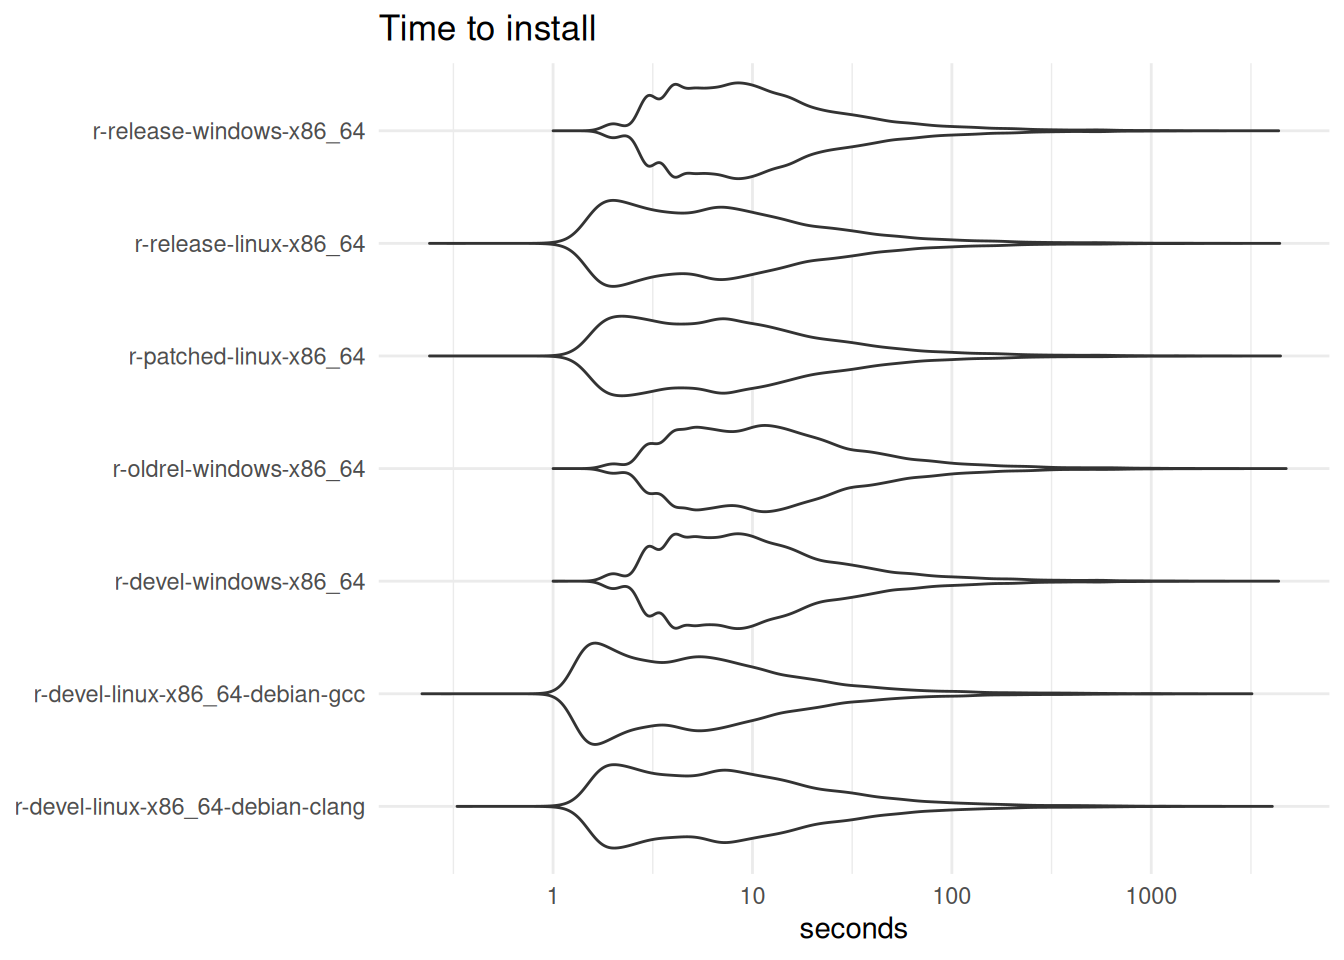 Time to install
r-release-windows-x86_64
r-release-linux-x86_64
r-patched-linux-x86_64
r-oldrel-windows-x86_64
r-devel-windows-x86_64
r-devel-linux-x86_64-debian-gcc
r-devel-linux-x86_64-debian-clang
1 10 100 1000
seconds